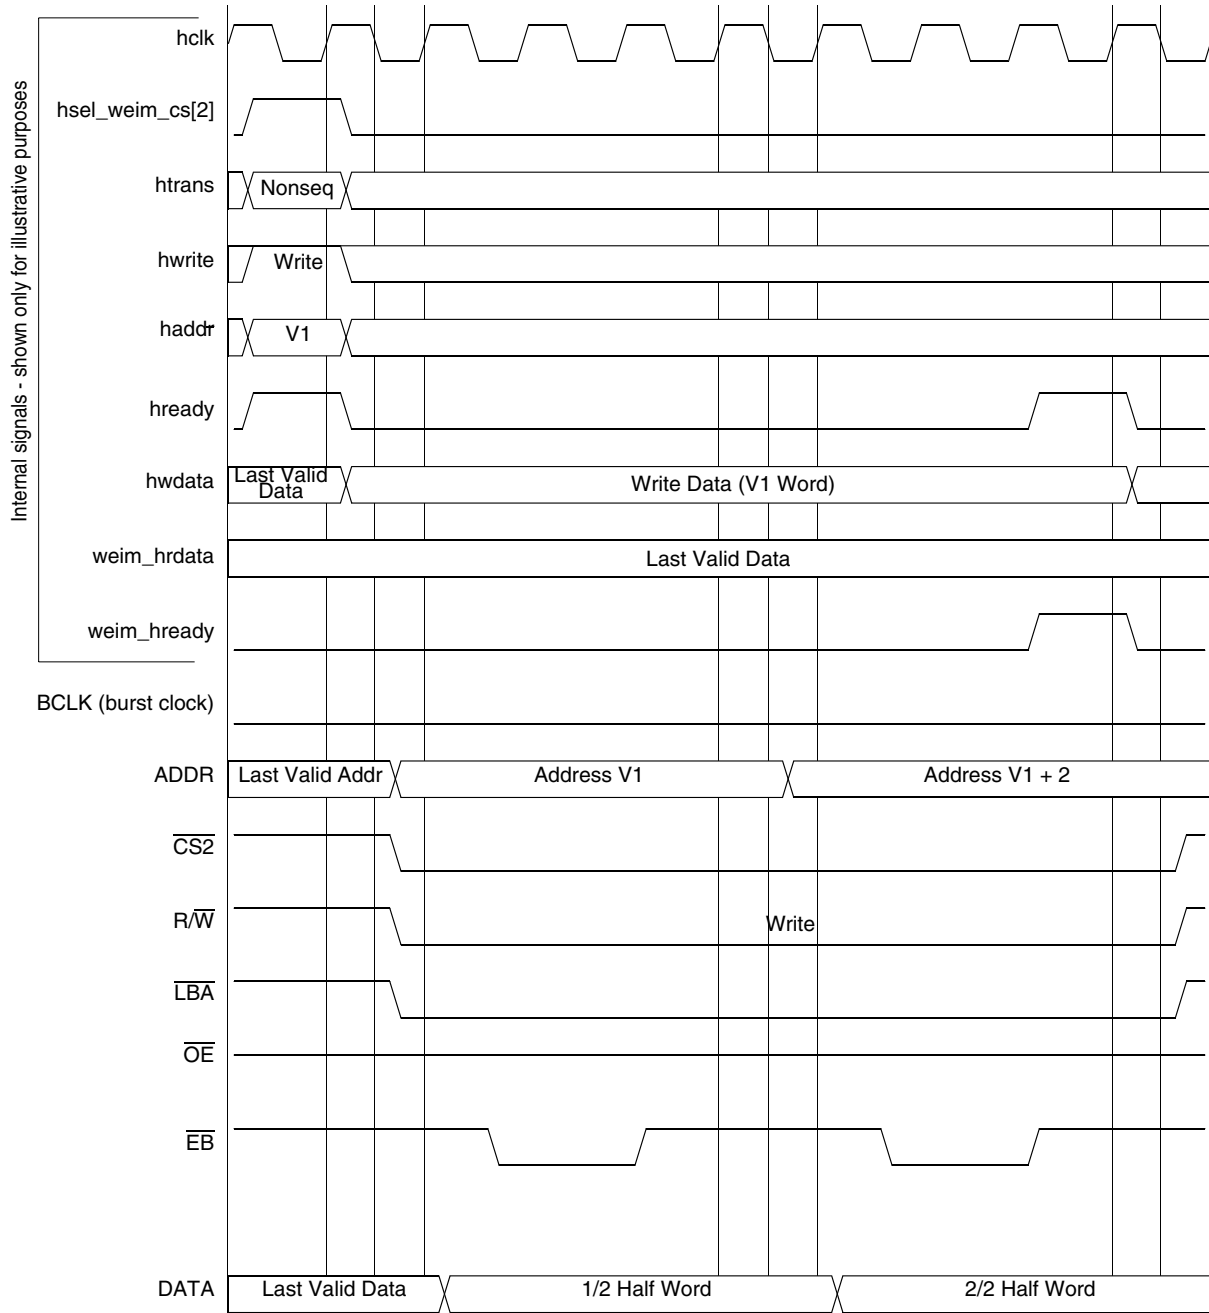 Internal signals - shown only for illustrative purposes
hclk
hsel_weim_cs[2]
htrans
Nonseq
hwrite
Write
haddr
V1
hready
hwdata
Last Valid
Data
Write Data (V1 Word)
weim_hrdata
Last Valid Data
weim_hready
BCLK (burst clock)
ADDR
Last Valid Addr
Address V1
Address V1 + 2
CS2
R/W
Write
LBA
OE
EB
DATA
Last Valid Data
1/2 Half Word
2/2 Half Word